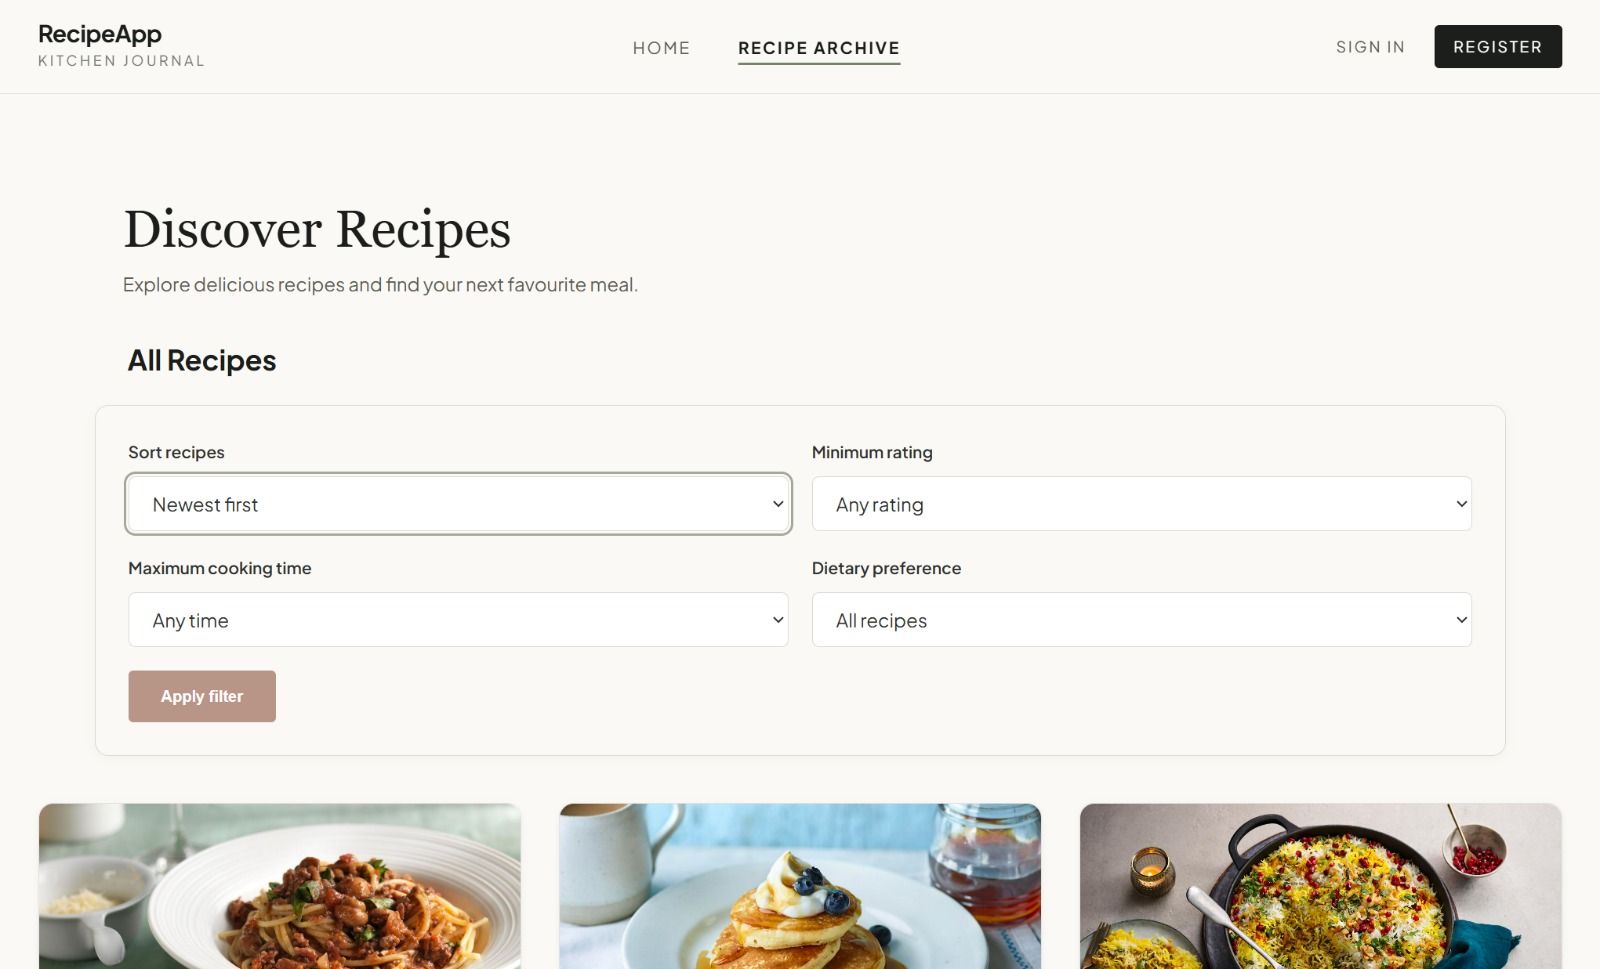 RecipeApp
KITCHEN JOURNAL
HOME
RECIPE ARCHIVE
SIGN IN
REGISTER
Discover Recipes
Explore delicious recipes and find your next favourite meal.
All Recipes
Sort recipes
Newest first
Minimum rating
Any rating
Maximum cooking time
Any time
Dietary preference
All recipes
Apply filter